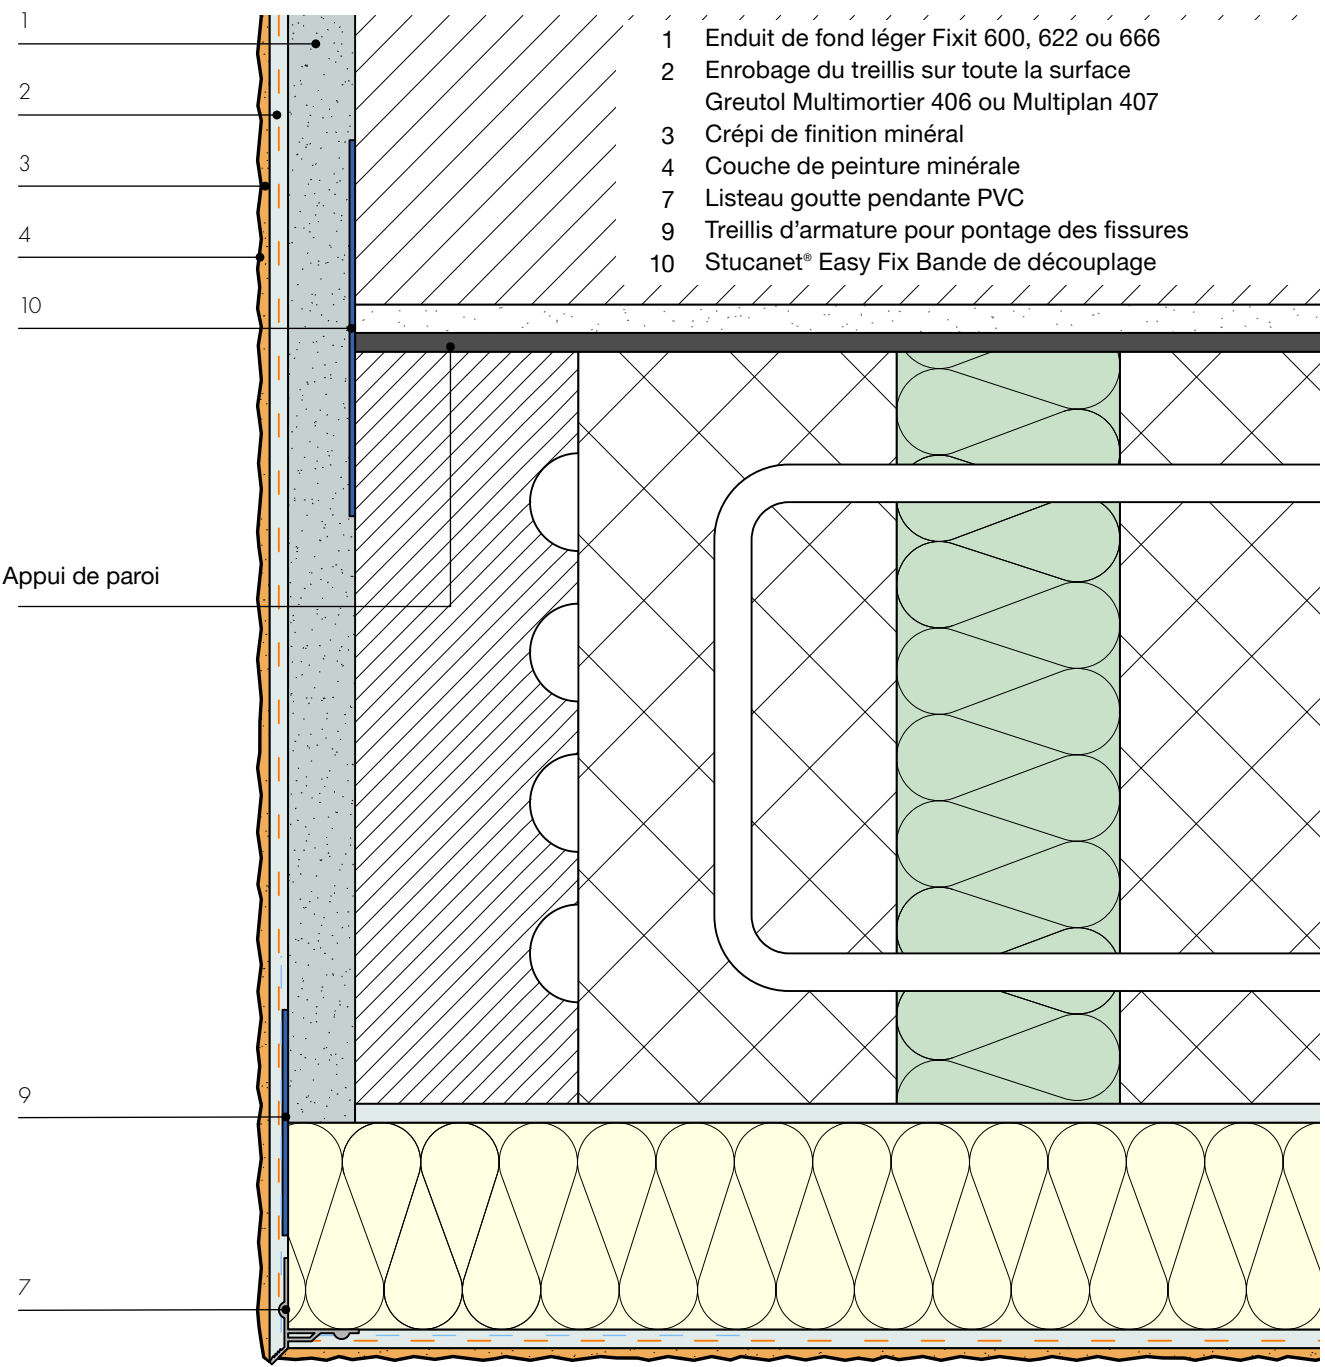 1
2
3
4
10
Appui de paroi
9
7
1 Enduit de fond léger Fixit 600, 622 ou 666
2 Enrobage du treillis sur toute la surface
Greutol Multimortier 406 ou Multiplan 407
3 Crépi de finition minéral
4 Couche de peinture minérale
7 Listeau goutte pendante PVC
9 Treillis d’armature pour pontage des fissures
10 Stucanet® Easy Fix Bande de découplage